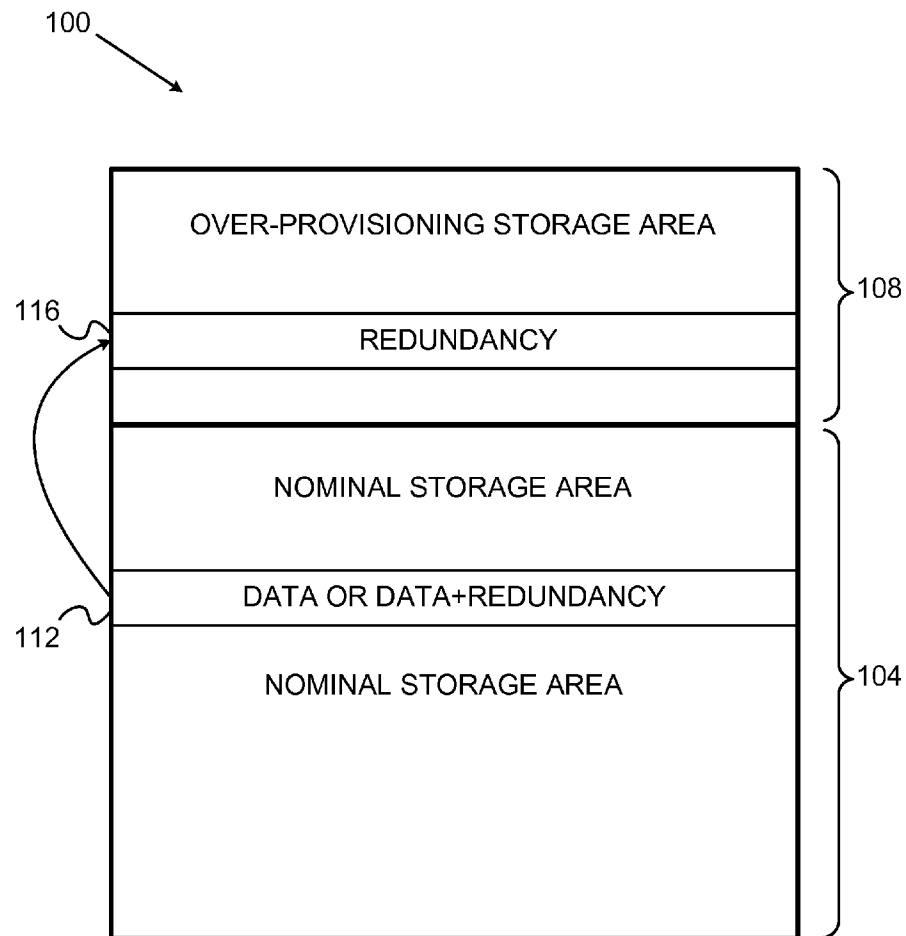 100
OVER-PROVISIONING STORAGE AREA
108
116
REDUNDANCY
NOMINAL STORAGE AREA
DATA OR DATA+REDUNDANCY
112
NOMINAL STORAGE AREA
104